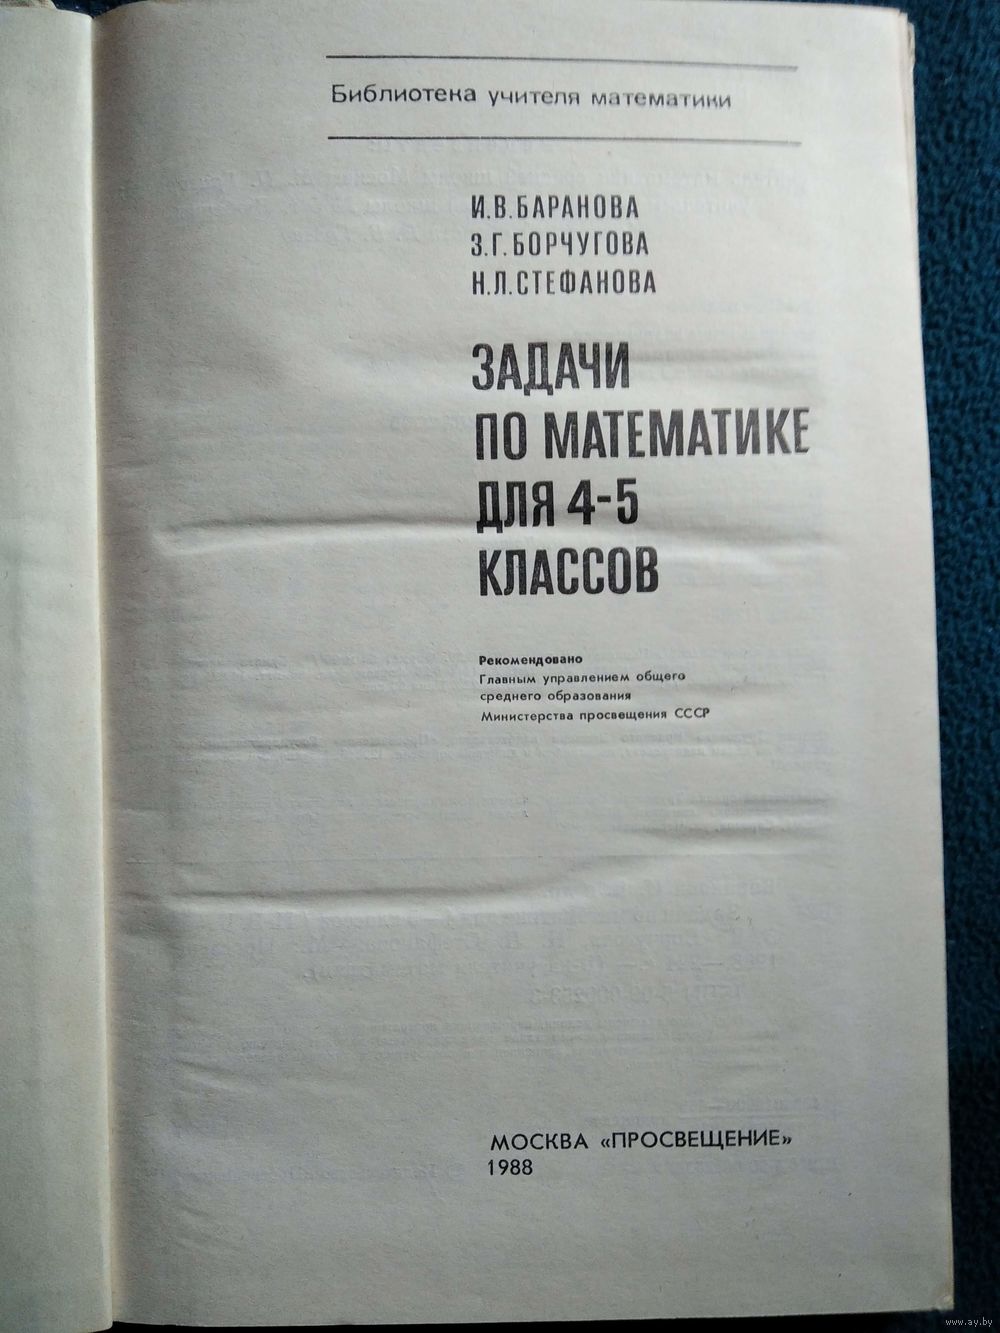 Библиотека учителя математики
И.В.БАРАНОВА
З.Г.БОРЧУГОВА
Н.Л.СТЕФАНОВА
ЗАДАЧИ
ПО МАТЕМАТИКЕ
ДЛЯ 4-5
КЛАССОВ
Рекомендовано
Главным управлением общего
среднего образования
Министерства просвещения СССР
МОСКВА «ПРОСВЕЩЕНИЕ»
1988
www.ay.by